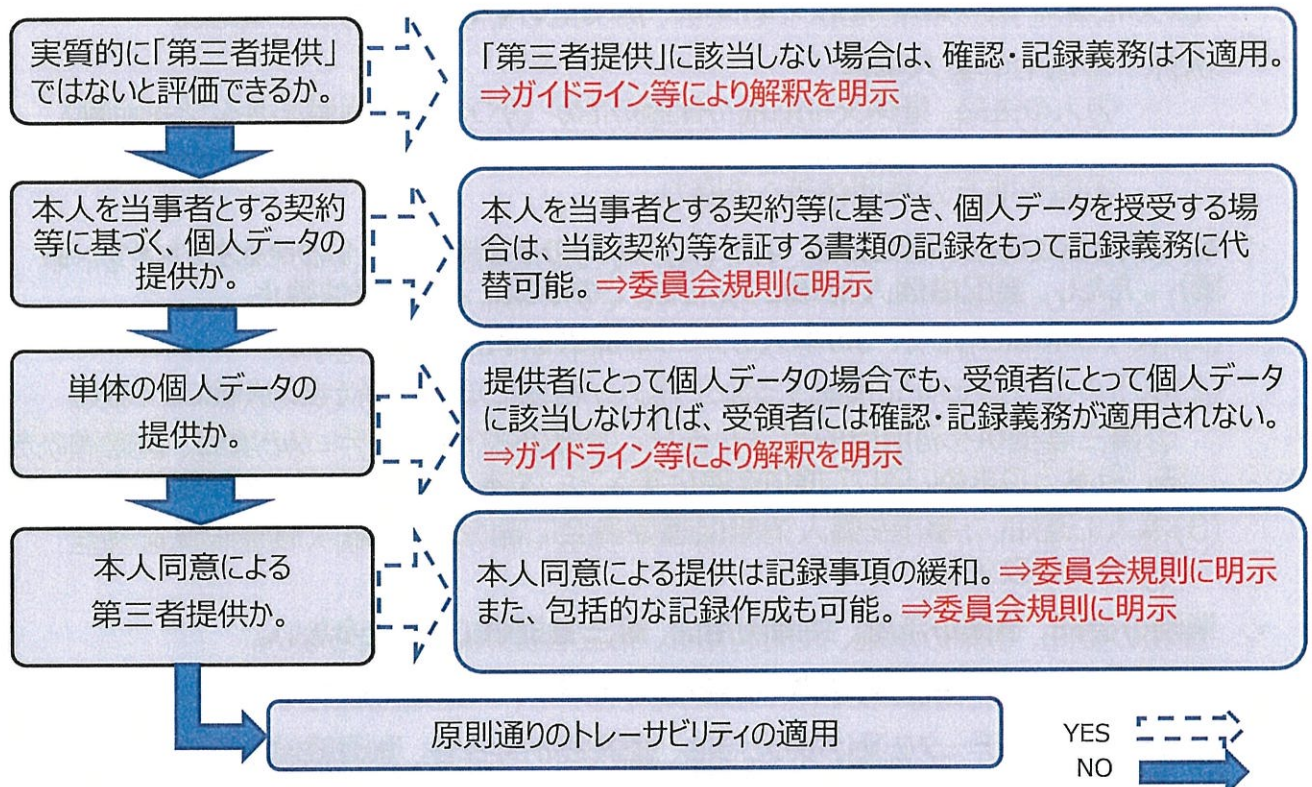 実質的に「第三者提供」
ではないと評価できるか。
「第三者提供」に該当しない場合は、確認・記録義務は不適用。
⇒ガイドライン等により解釈を明示
本人を当事者とする契約
等に基づく、個人データの
提供か。
本人を当事者とする契約等に基づき、個人データを授受する場
合は、当該契約等を証する書類の記録をもって記録義務に代
替可能。⇒委員会規則に明示
単体の個人データの
提供か。
提供者にとって個人データの場合でも、受領者にとって個人データ
に該当しなければ、受領者には確認・記録義務が適用されない。
⇒ガイドライン等により解釈を明示
本人同意による
第三者提供か。
本人同意による提供は記録事項の緩和。⇒委員会規則に明示
また、包括的な記録作成も可能。⇒委員会規則に明示
原則通りのトレーサビリティの適用
YES
NO